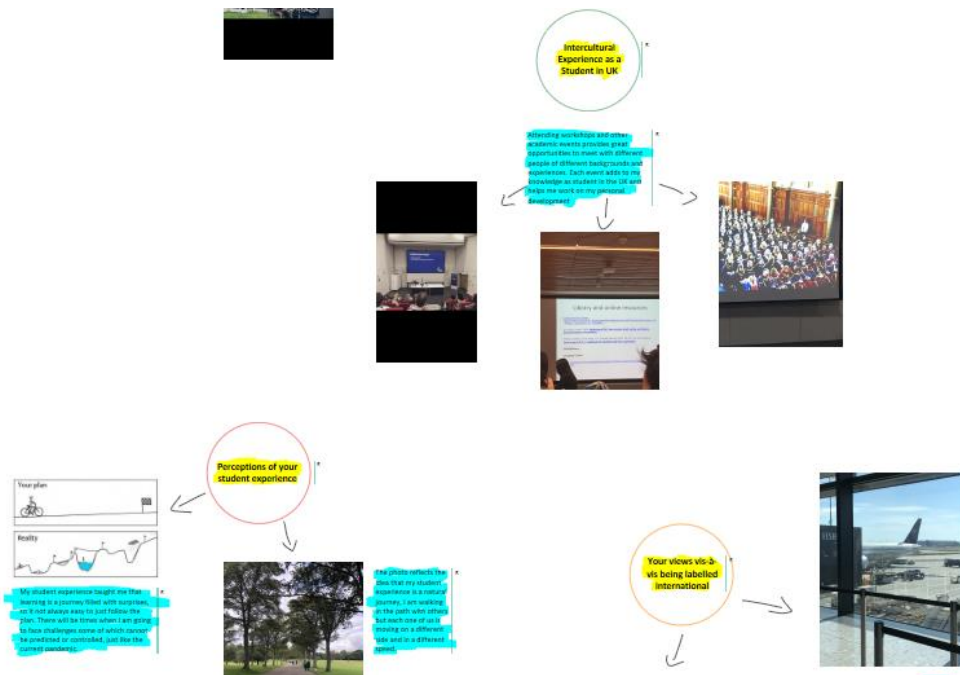 Intercultural
Experience as a
Student in UK
Attending workshops and other
academic events provides great
opportunities to meet with different
people of different backgrounds and
experiences. Each event adds to my
knowledge as student in the UK and
helps me work on my personal
development
Library and online resources
Perceptions of your
student experience
Your plan
Reality
My student experience taught me that
learning is a journey filled with surprises,
so it not always easy to just follow the
plan. There will be times when I am going
to face challenges some of which cannot
be predicted or controlled, just like the
current pandemic.
The photo reflects the
idea that my student
experience is a natural
journey, I am walking
in the path with others
but each one of us is
moving on a different
side and in a different
speed.
Your views vis-à-
vis being labelled
international